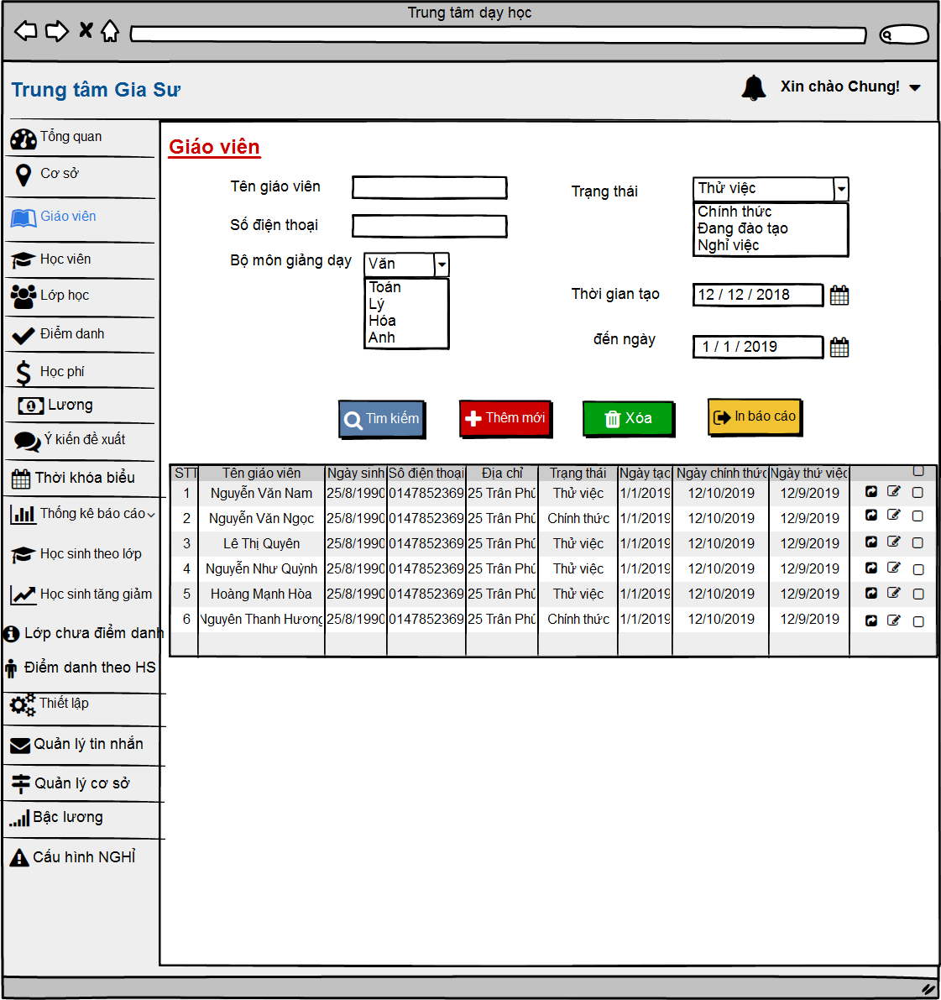 Trung tâm dạy học
Trung tâm Gia Sư
Xin chào Chung!
Tổng quan
Cơ sở
Giáo viên
Học viên
Lớp học
Điểm danh
Học phí
Lương
Ý kiến đề xuất
Thời khóa biểu
Thống kê báo cáo
Học sinh theo lớp
Học sinh tăng giảm
Lớp chưa điểm danh
Điểm danh theo HS
Thiết lập
Quản lý tin nhắn
Quản lý cơ sở
Bậc lương
Cấu hình NGHỈ
Giáo viên
Tên giáo viên
Số điện thoại
Bộ môn giảng dạy
Văn
Toán
Lý
Hóa
Anh
Trạng thái
Thử việc
Chính thức
Đang đào tạo
Nghỉ việc
Thời gian tạo
12 / 12 / 2018
đến ngày
1 / 1 / 2019
Tìm kiếm
Thêm mới
Xóa
In báo cáo
STT Tên giáo viên Ngày sinh Số điện thoại Địa chỉ Trạng thái Ngày tạo Ngày chính thức Ngày thử việc
1 Nguyễn Văn Nam 25/8/1990 0147852369 25 Trần Phú Thử việc 1/1/2019 12/10/2019 12/9/2019
2 Nguyễn Văn Ngọc 25/8/1990 0147852369 25 Trần Phú Chính thức 1/1/2019 12/10/2019 12/9/2019
3 Lê Thị Quyên 25/8/1990 0147852369 25 Trần Phú Thử việc 1/1/2019 12/10/2019 12/9/2019
4 Nguyễn Như Quỳnh 25/8/1990 0147852369 25 Trần Phú Thử việc 1/1/2019 12/10/2019 12/9/2019
5 Hoàng Mạnh Hòa 25/8/1990 0147852369 25 Trần Phú Thử việc 1/1/2019 12/10/2019 12/9/2019
6 Nguyễn Thanh Hương 25/8/1990 0147852369 25 Trần Phú Chính thức 1/1/2019 12/10/2019 12/9/2019